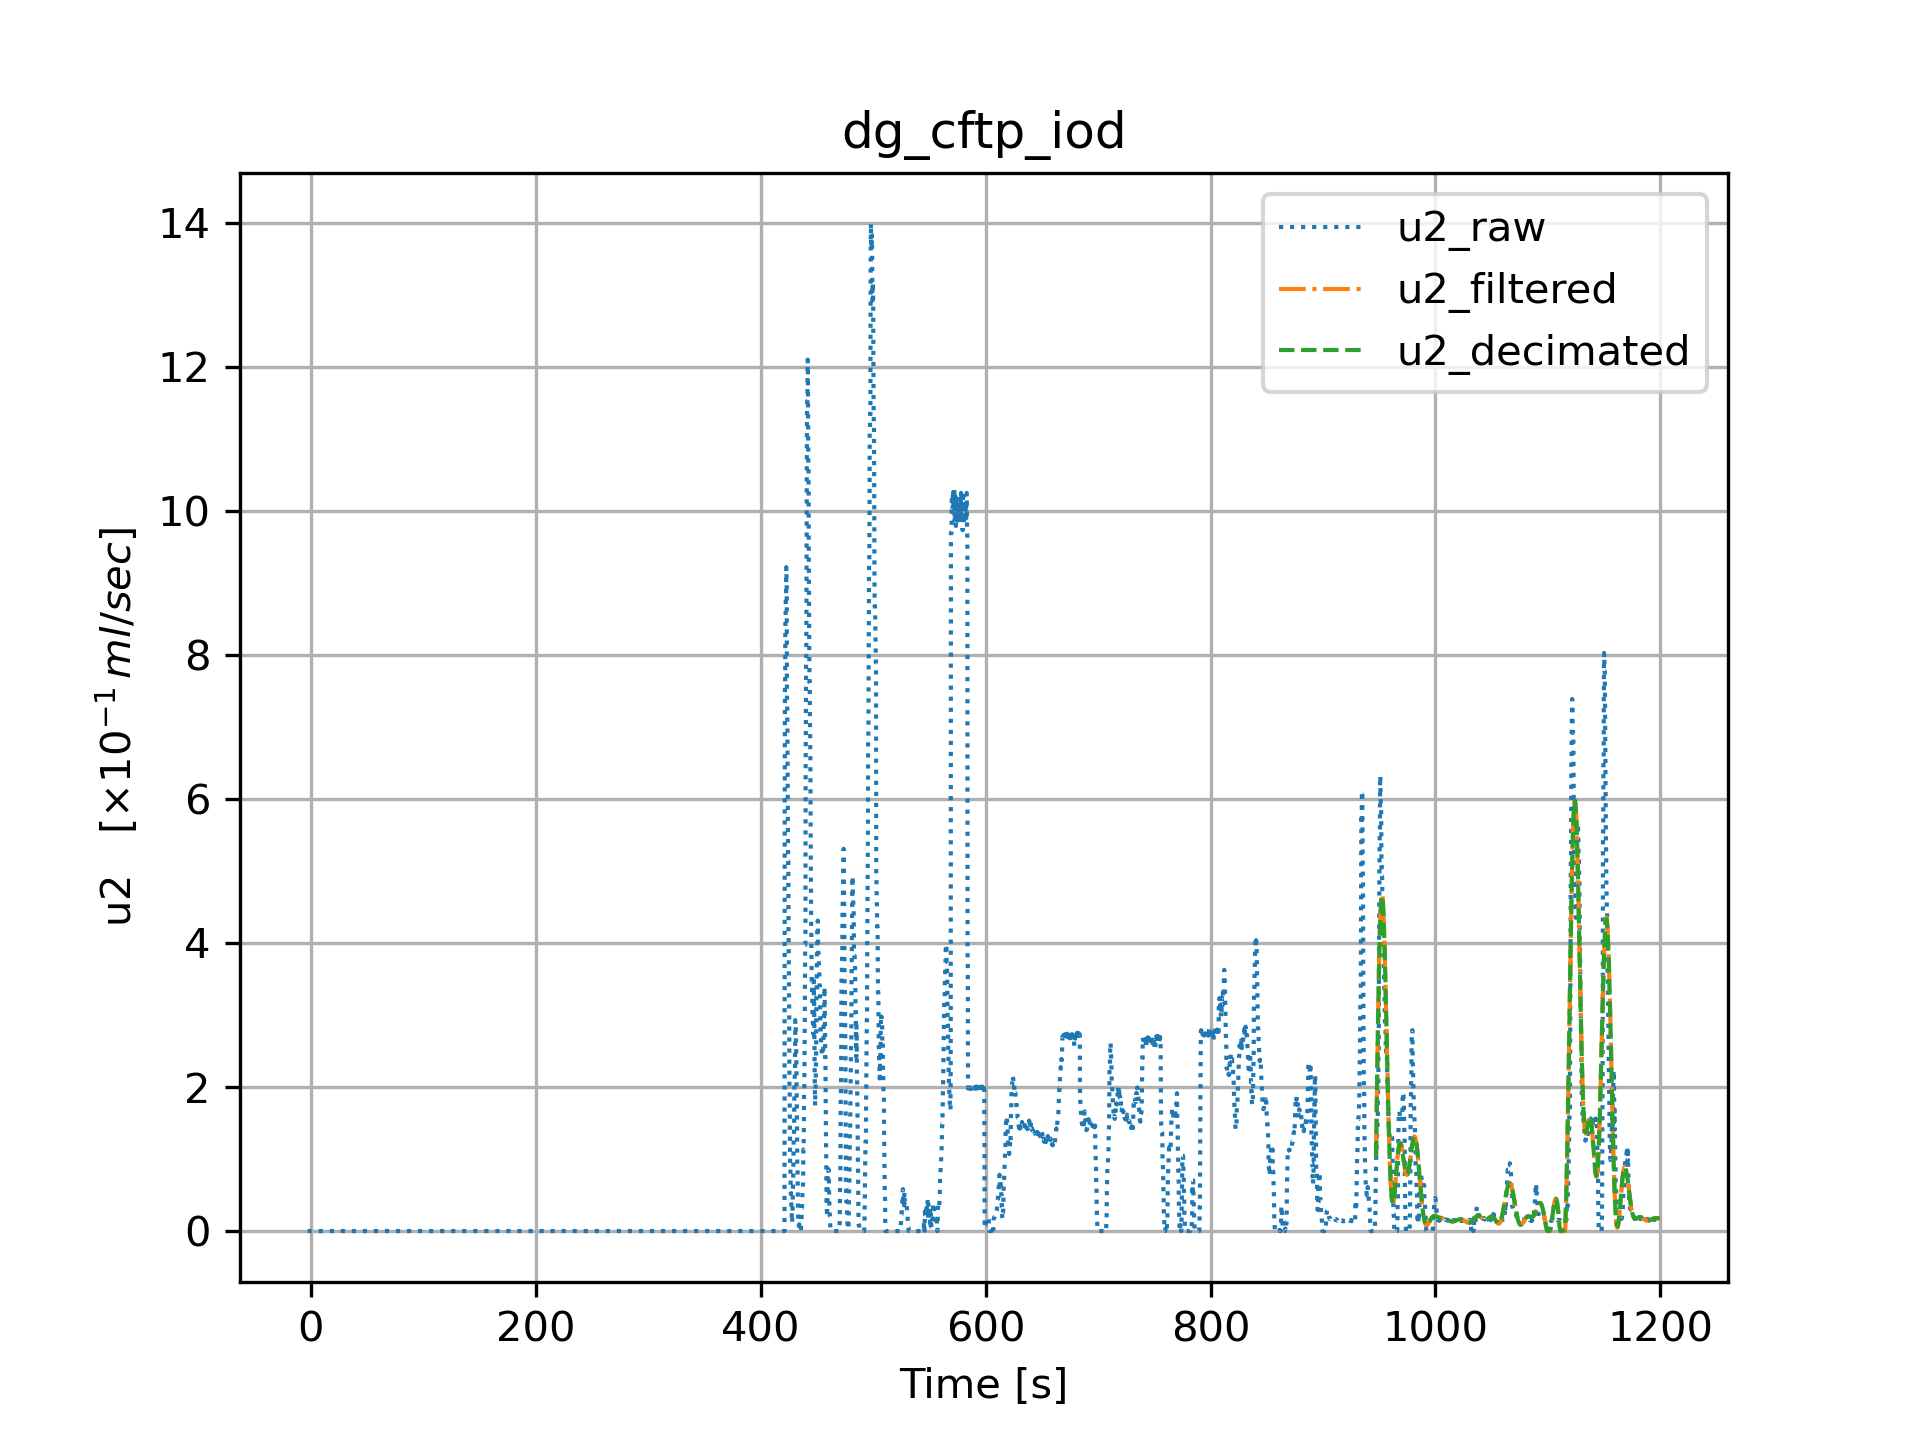 dg_cftp_iod
u2_raw
u2_filtered
u2_decimated
14
12
10
8
6
4
2
0
u2 [×10⁻¹ ml/sec]
0 200 400 600 800 1000 1200
Time [s]